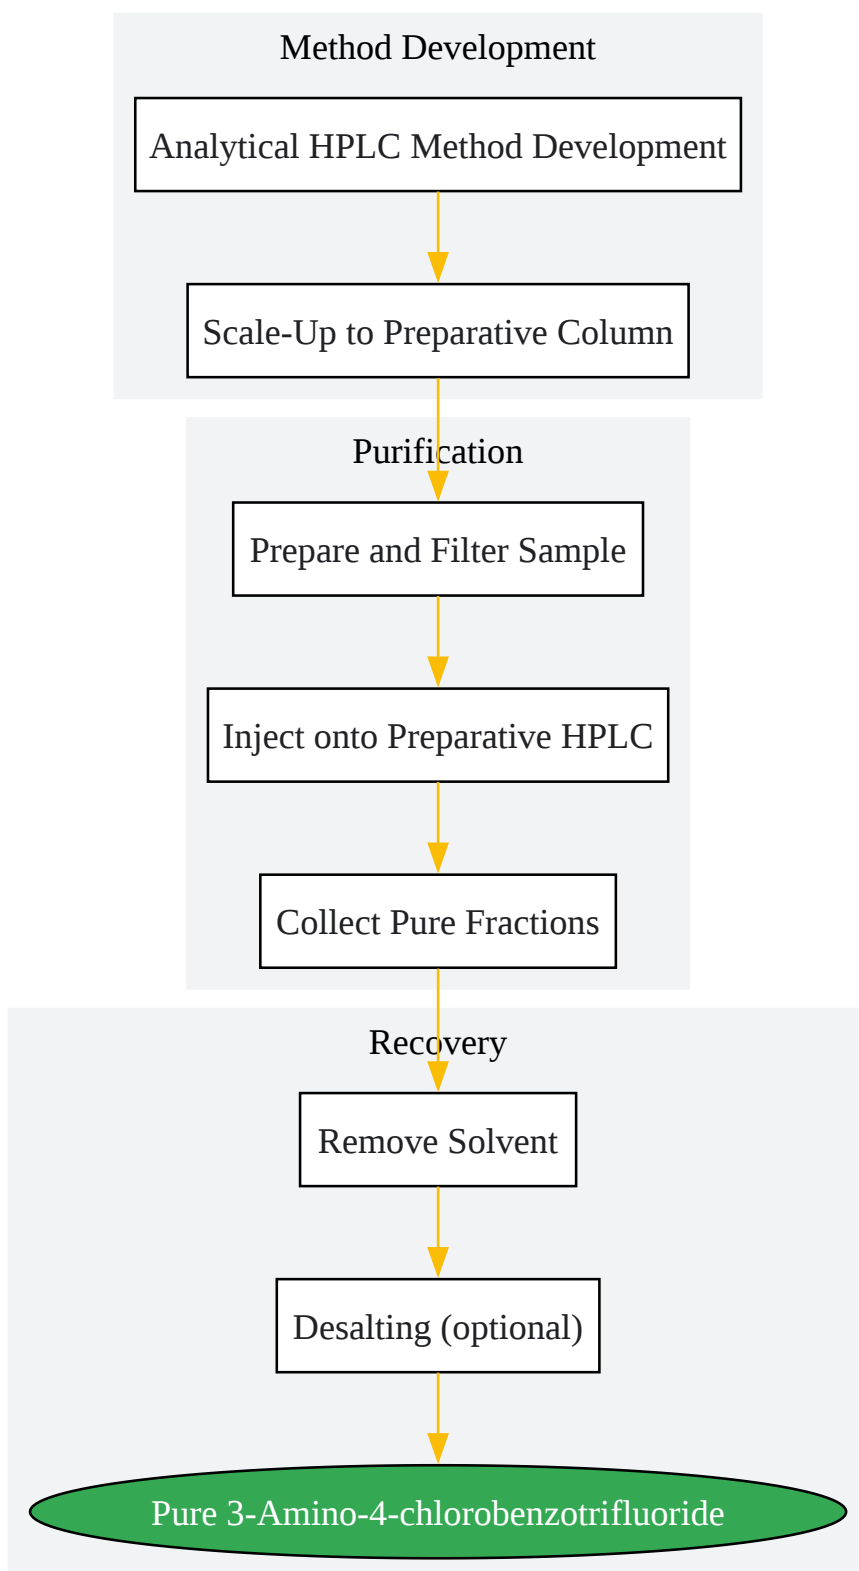 Method Development
Analytical HPLC Method Development
Scale-Up to Preparative Column
Purification
Prepare and Filter Sample
Inject onto Preparative HPLC
Collect Pure Fractions
Recovery
Remove Solvent
Desalting (optional)
Pure 3-Amino-4-chlorobenzotrifluoride